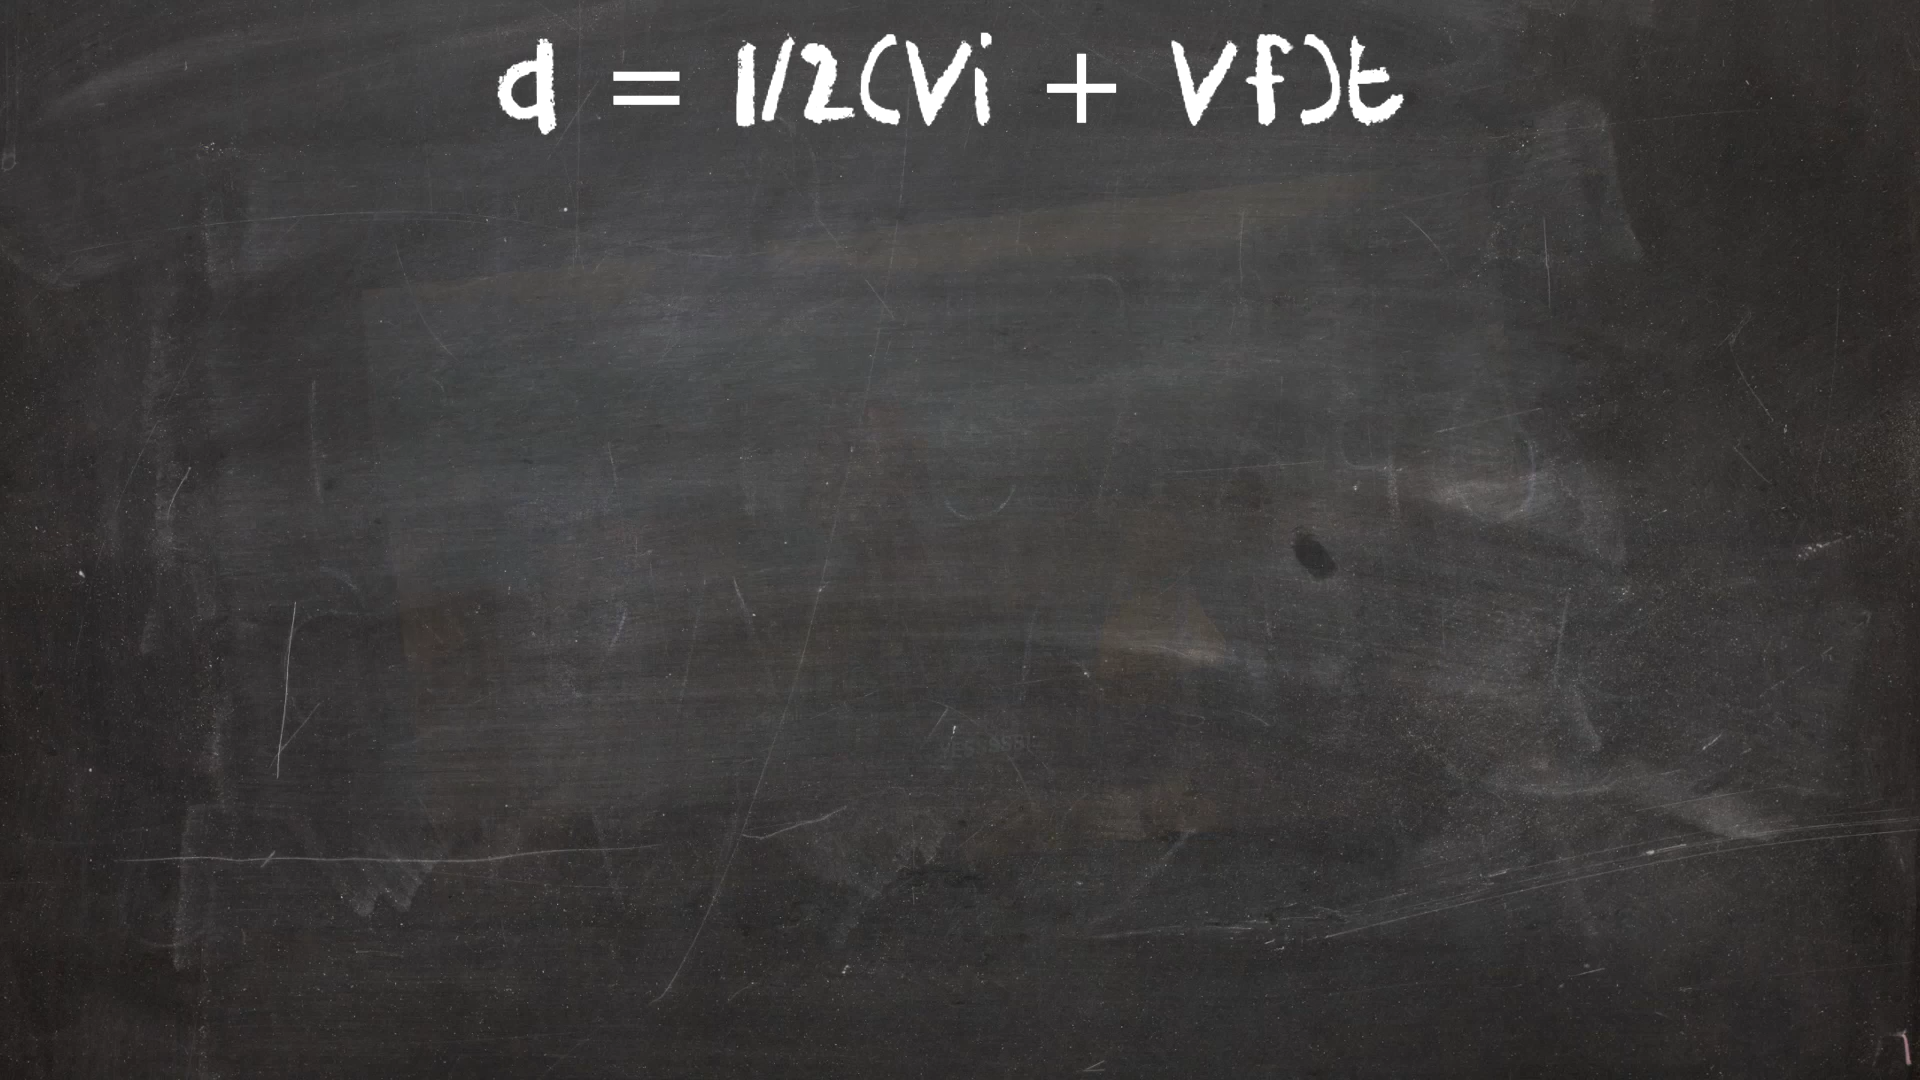 d = 1/2(Vi + Vf)t